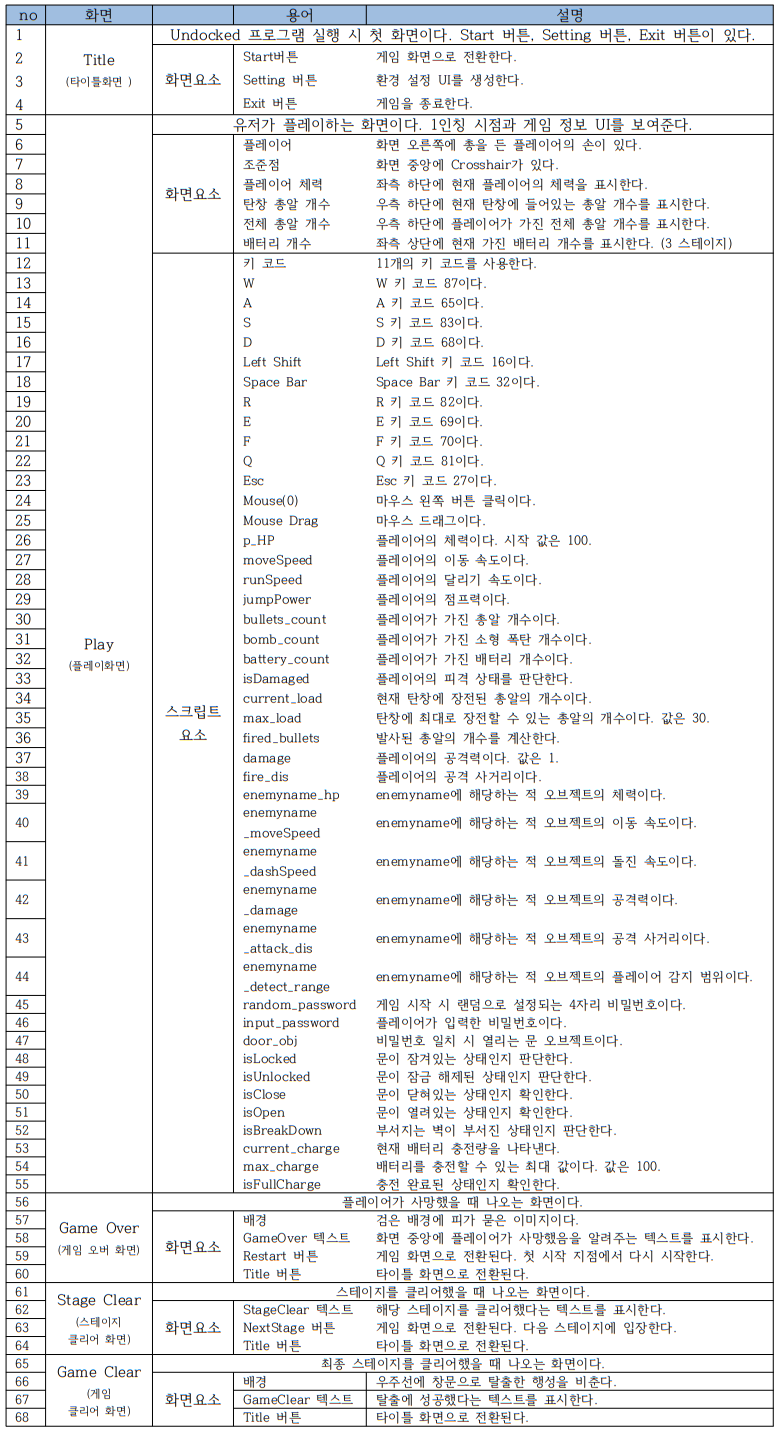 no 화면 용어 설명
1 Undocked 프로그램 실행 시 첫 화면이다. Start 버튼, Setting 버튼, Exit 버튼이 있다.
Title
(타이틀화면 )
화면요소
2 Start버튼 게임 화면으로 전환한다.
3 Setting 버튼 환경 설정 UI를 생성한다.
4 Exit 버튼 게임을 종료한다.
5 유저가 플레이하는 화면이다. 1인칭 시점과 게임 정보 UI를 보여준다.
Play
(플레이화면)
화면요소
6 플레이어 화면 오른쪽에 총을 든 플레이어의 손이 있다.
7 조준점 화면 중앙에 Crosshair가 있다.
8 플레이어 체력 좌측 하단에 현재 플레이어의 체력을 표시한다.
9 탄창 총알 개수 우측 하단에 현재 탄창에 들어있는 총알 개수를 표시한다.
10 전체 총알 개수 우측 하단에 플레이어가 가진 전체 총알 개수를 표시한다.
11 배터리 개수 좌측 상단에 현재 가진 배터리 개수를 표시한다. (3 스테이지)
스크립트
요소
12 키 코드 11개의 키 코드를 사용한다.
13 W W 키 코드 87이다.
14 A A 키 코드 65이다.
15 S S 키 코드 83이다.
16 D D 키 코드 68이다.
17 Left Shift Left Shift 키 코드 16이다.
18 Space Bar Space Bar 키 코드 32이다.
19 R R 키 코드 82이다.
20 E E 키 코드 69이다.
21 F F 키 코드 70이다.
22 Q Q 키 코드 81이다.
23 Esc Esc 키 코드 27이다.
24 Mouse(0) 마우스 왼쪽 버튼 클릭이다.
25 Mouse Drag 마우스 드래그이다.
26 p_HP 플레이어의 체력이다. 시작 값은 100.
27 moveSpeed 플레이어의 이동 속도이다.
28 runSpeed 플레이어의 달리기 속도이다.
29 jumpPower 플레이어의 점프력이다.
30 bullets_count 플레이어가 가진 총알 개수이다.
31 bomb_count 플레이어가 가진 소형 폭탄 개수이다.
32 battery_count 플레이어가 가진 배터리 개수이다.
33 isDamaged 플레이어의 피격 상태를 판단한다.
34 current_load 현재 탄창에 장전된 총알의 개수이다.
35 max_load 탄창에 최대로 장전할 수 있는 총알의 개수이다. 값은 30.
36 fired_bullets 발사된 총알의 개수를 계산한다.
37 damage 플레이어의 공격력이다. 값은 1.
38 fire_dis 플레이어의 공격 사거리이다.
39 enemyname_hp enemyname에 해당하는 적 오브젝트의 체력이다.
enemyname
40 _moveSpeed enemyname에 해당하는 적 오브젝트의 이동 속도이다.
enemyname
41 _dashSpeed enemyname에 해당하는 적 오브젝트의 돌진 속도이다.
enemyname
42 _damage enemyname에 해당하는 적 오브젝트의 공격력이다.
enemyname
43 _attack_dis enemyname에 해당하는 적 오브젝트의 공격 사거리이다.
enemyname
44 _detect_range enemyname에 해당하는 적 오브젝트의 플레이어 감지 범위이다.
45 random_password 게임 시작 시 랜덤으로 설정되는 4자리 비밀번호이다.
46 input_password 플레이어가 입력한 비밀번호이다.
47 door_obj 비밀번호 일치 시 열리는 문 오브젝트이다.
48 isLocked 문이 잠겨있는 상태인지 판단한다.
49 isUnlocked 문이 잠금 해제된 상태인지 판단한다.
50 isClose 문이 닫혀있는 상태인지 확인한다.
51 isOpen 문이 열려있는 상태인지 확인한다.
52 isBreakDown 부서지는 벽이 부서진 상태인지 판단한다.
53 current_charge 현재 배터리 충전량을 나타낸다.
54 max_charge 배터리를 충전할 수 있는 최대 값이다. 값은 100.
55 isFullCharge 충전 완료된 상태인지 확인한다.
56 플레이어가 사망했을 때 나오는 화면이다.
Game Over
(게임 오버 화면)
화면요소
57 배경 검은 배경에 피가 묻은 이미지이다.
58 GameOver 텍스트 화면 중앙에 플레이어가 사망했음을 알려주는 텍스트를 표시한다.
59 Restart 버튼 게임 화면으로 전환된다. 첫 시작 지점에서 다시 시작한다.
60 Title 버튼 타이틀 화면으로 전환된다.
61 스테이지를 클리어했을 때 나오는 화면이다.
Stage Clear
(스테이지
클리어 화면)
화면요소
62 StageClear 텍스트 해당 스테이지를 클리어했다는 텍스트를 표시한다.
63 NextStage 버튼 게임 화면으로 전환된다. 다음 스테이지에 입장한다.
64 Title 버튼 타이틀 화면으로 전환된다.
65 최종 스테이지를 클리어했을 때 나오는 화면이다.
Game Clear
(게임
클리어 화면)
화면요소
66 배경 우주선에 창문으로 탈출한 행성을 비춘다.
67 GameClear 텍스트 탈출에 성공했다는 텍스트를 표시한다.
68 Title 버튼 타이틀 화면으로 전환된다.